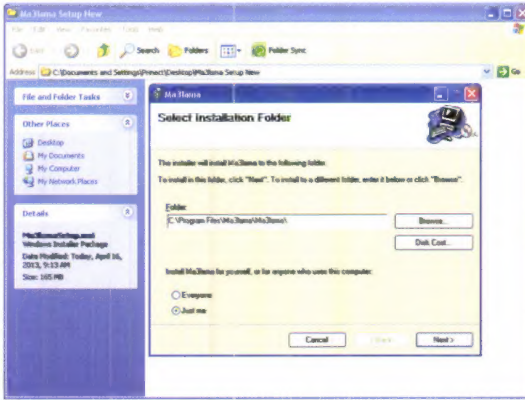 Ma3lama Setup New
File Edit View Favorites Tools Help
Search Folders Folder Sync
Address C:\Documents and Settings\Prinect\Desktop\Ma3lama Setup New Go
File and Folder Tasks
Other Places
Desktop
My Documents
My Computer
My Network Places
Details
Ma3lamaSetup.msi
Windows Installer Package
Date Modified: Today, April 16,
2013, 9:13 AM
Size: 165 MB
Ma3lama
Select Installation Folder
The installer will install Ma3lama to the following folder.
To install in this folder, click "Next". To install to a different folder, enter it below or click "Browse".
Folder:
C:\Program Files\Ma3lama\Ma3lama\
Browse...
Disk Cost...
Install Ma3lama for yourself, or for anyone who uses this computer:
Everyone
Just me
Cancel
Next >